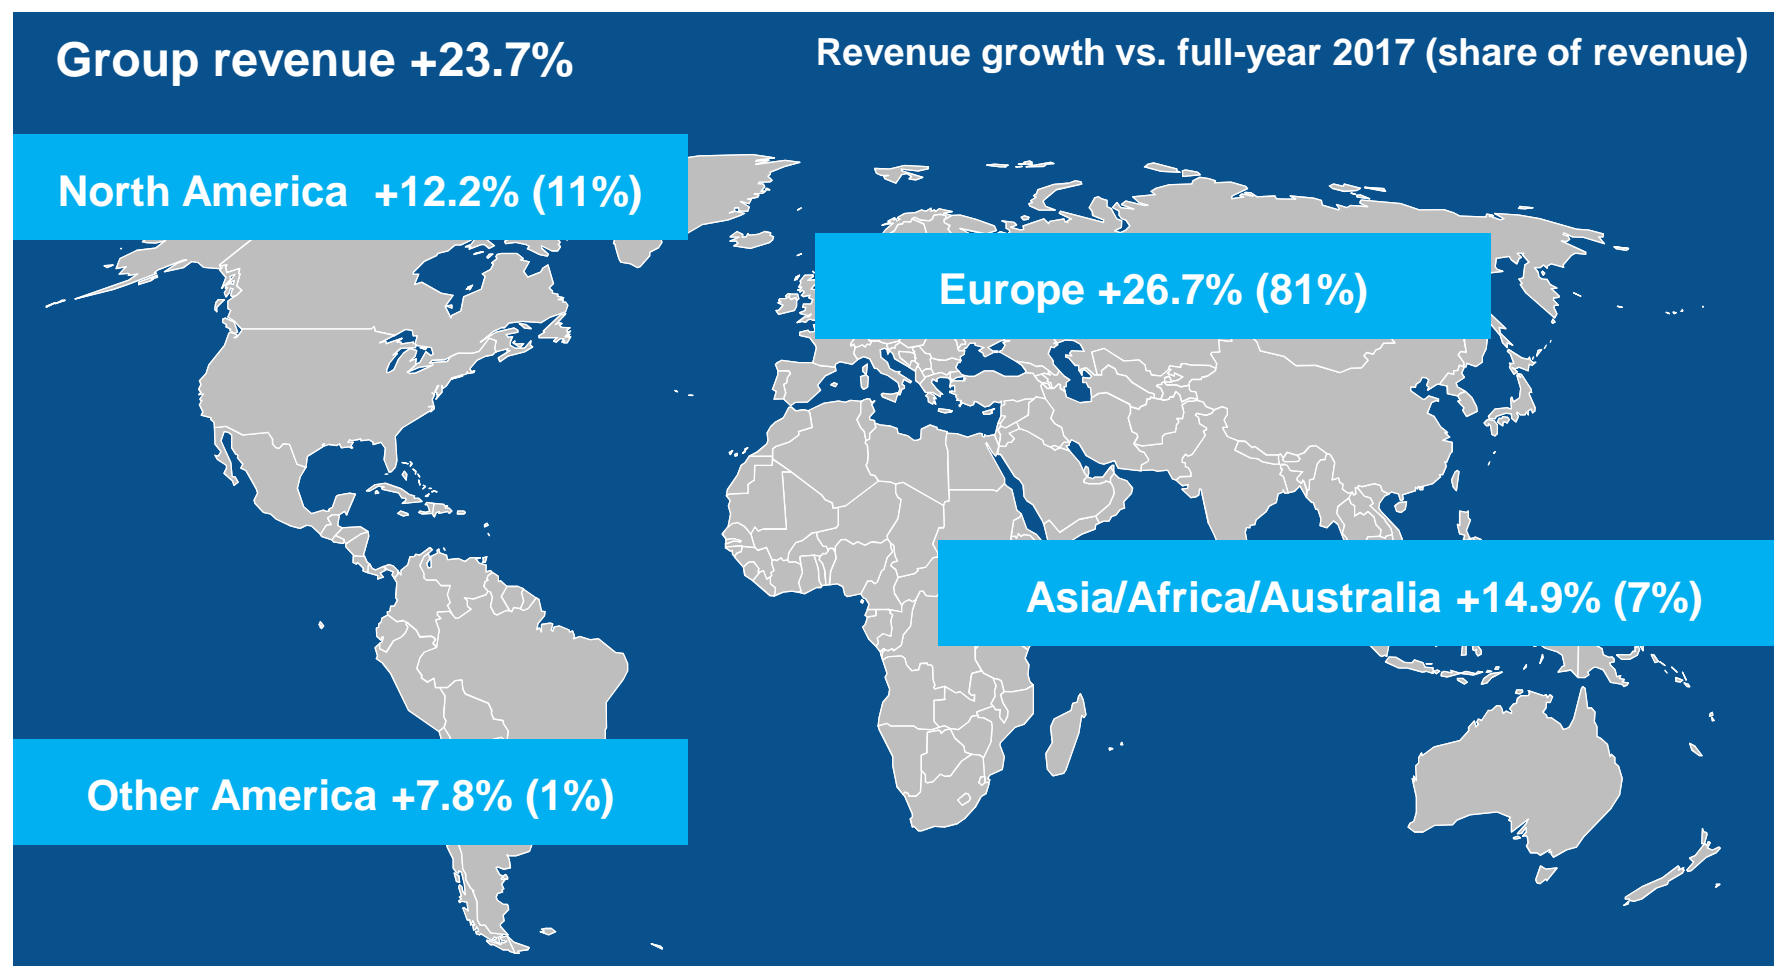 Group revenue +23.7%
Revenue growth vs. full-year 2017 (share of revenue)
North America +12.2% (11%)
Europe +26.7% (81%)
Asia/Africa/Australia +14.9% (7%)
Other America +7.8% (1%)